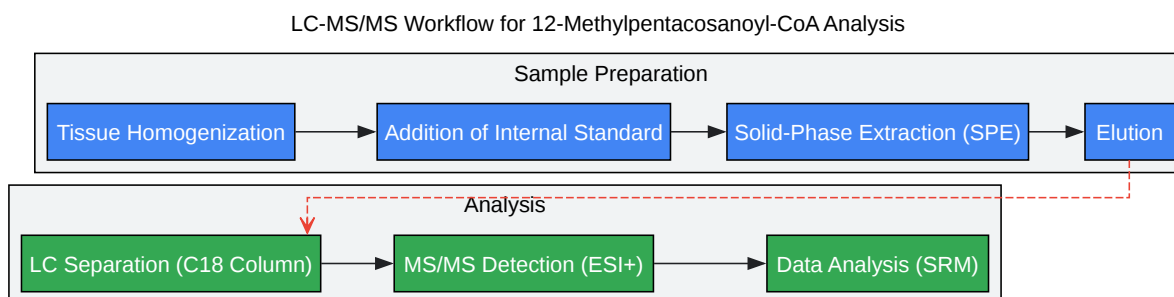 LC-MS/MS Workflow for 12-Methylpentacosanoyl-CoA Analysis
Sample Preparation
Tissue Homogenization
Addition of Internal Standard
Solid-Phase Extraction (SPE)
Elution
Analysis
LC Separation (C18 Column)
MS/MS Detection (ESI+)
Data Analysis (SRM)